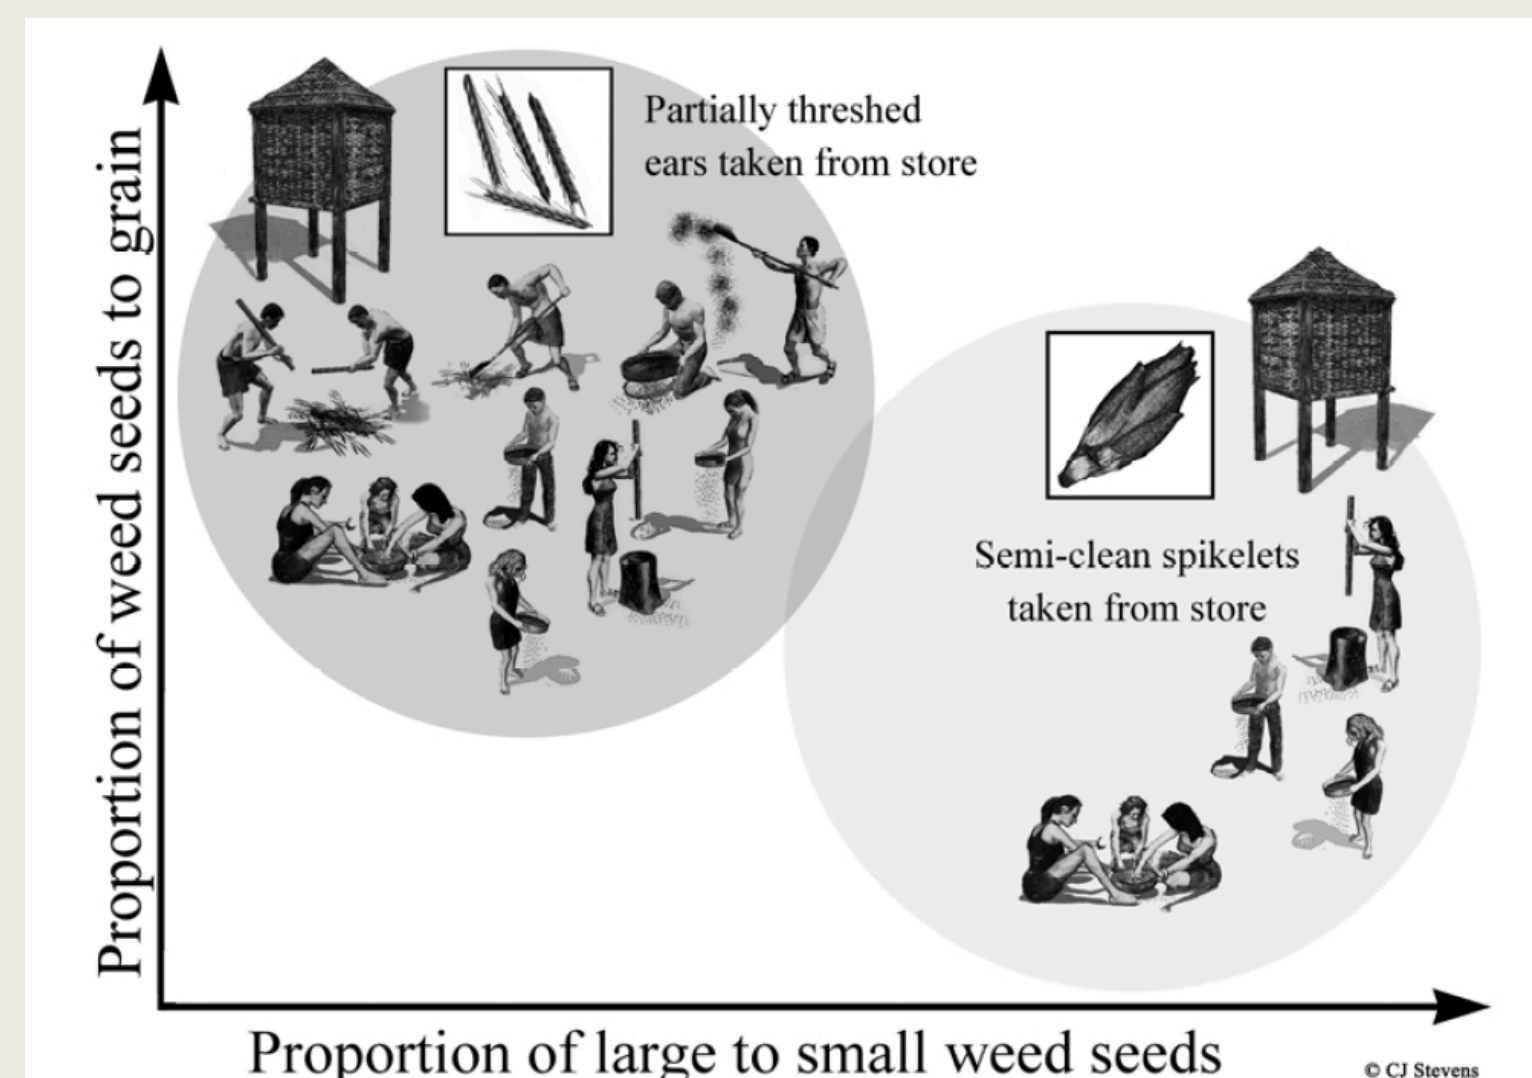 Proportion of weed seeds to grain
Partially threshed
ears taken from store
Semi-clean spikelets
taken from store
Proportion of large to small weed seeds
© CJ Stevens